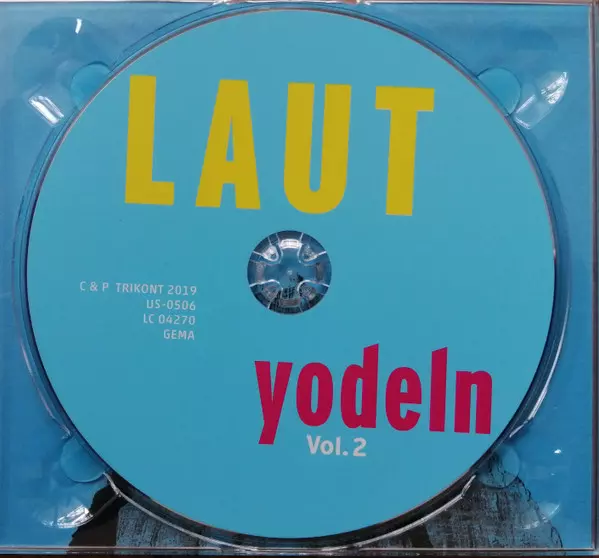 LAUT
C & P TRIKONT 2019
US-0506
LC 04270
GEMA
yodeln
Vol. 2